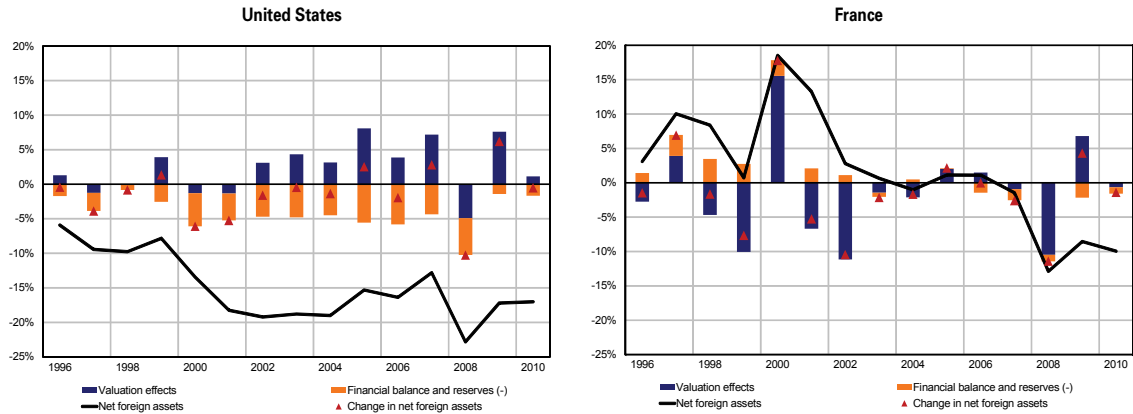 United States
20%
15%
10%
5%
0%
-5%
-10%
-15%
-20%
-25%
1996 1998 2000 2002 2004 2006 2008 2010
Valuation effects Financial balance and reserves (-)
Net foreign assets Change in net foreign assets
France
20%
15%
10%
5%
0%
-5%
-10%
-15%
-20%
-25%
1996 1998 2000 2002 2004 2006 2008 2010
Valuation effects Financial balance and reserves (-)
Net foreign assets Change in net foreign assets